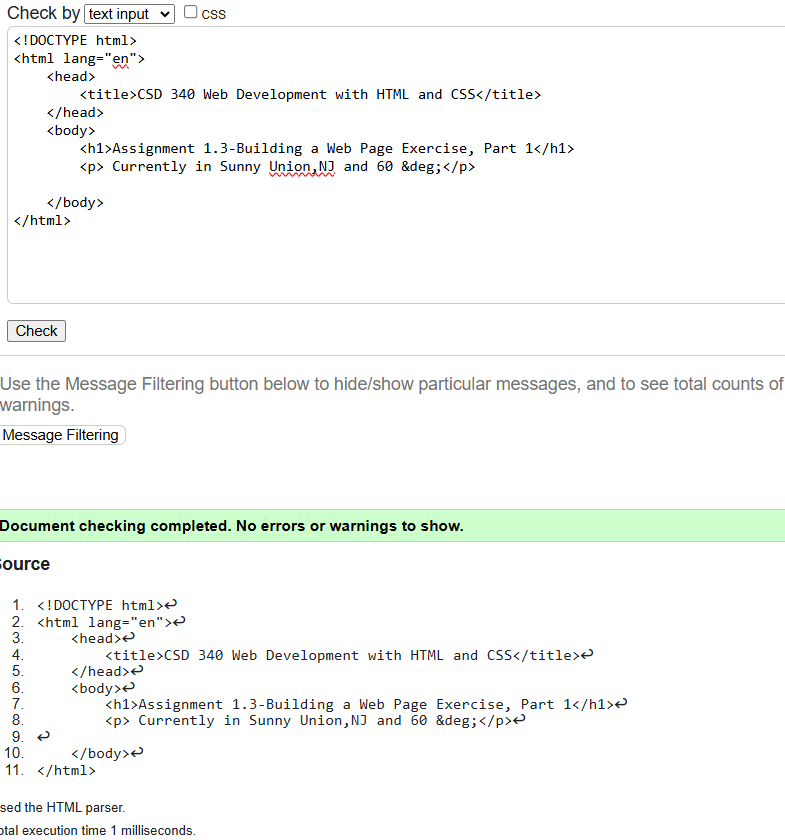 Check by text input CSS
<!DOCTYPE html>
<html lang="en">
    <head>
        <title>CSD 340 Web Development with HTML and CSS</title>
    </head>
    <body>
        <h1>Assignment 1.3-Building a Web Page Exercise, Part 1</h1>
        <p> Currently in Sunny Union,NJ and 60 &deg;</p>
    </body>
</html>
Check
Use the Message Filtering button below to hide/show particular messages, and to see total counts of
warnings.
Message Filtering
Document checking completed. No errors or warnings to show.
ource
1. <!DOCTYPE html>↩
2. <html lang="en">↩
3.     <head>↩
4.         <title>CSD 340 Web Development with HTML and CSS</title>↩
5.     </head>↩
6.     <body>↩
7.         <h1>Assignment 1.3-Building a Web Page Exercise, Part 1</h1>↩
8.         <p> Currently in Sunny Union,NJ and 60 &deg;</p>↩
9. ↩
10.     </body>↩
11. </html>
sed the HTML parser.
otal execution time 1 milliseconds.